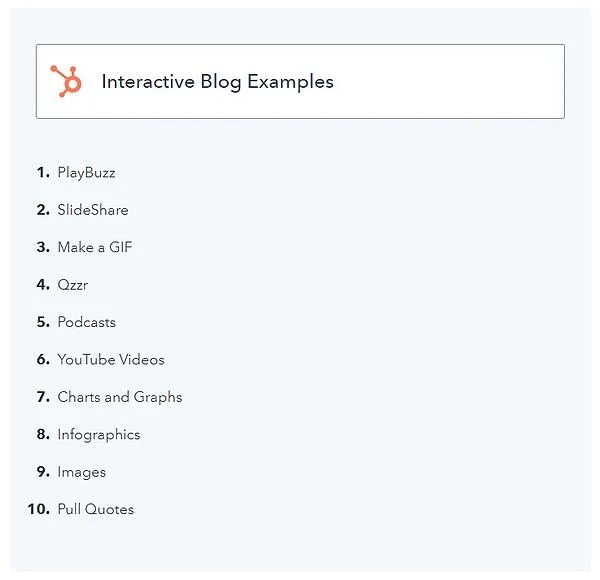 Interactive Blog Examples
1. PlayBuzz
2. SlideShare
3. Make a GIF
4. Qzzr
5. Podcasts
6. YouTube Videos
7. Charts and Graphs
8. Infographics
9. Images
10. Pull Quotes